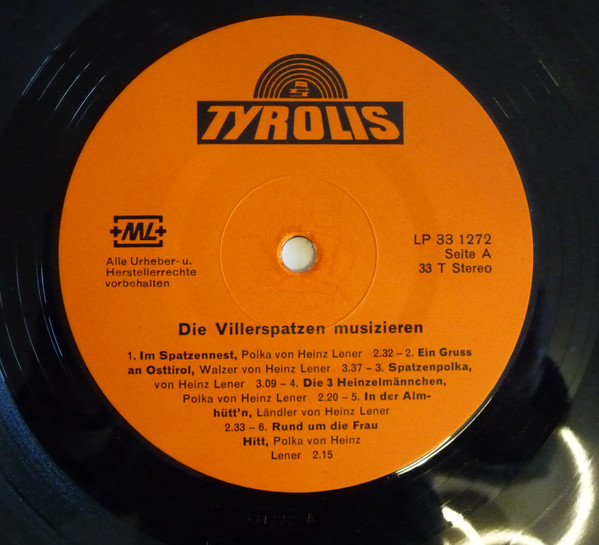 TYROLIS
+ML+
Alle Urheber- u.
Herstellerrechte
vorbehalten
LP 33 1272
Seite A
33 T Stereo
Die Villerspatzen musizieren
1. Im Spatzennest, Polka von Heinz Lener 2.32 – 2. Ein Gruss
an Osttirol, Walzer von Heinz Lener 3.37 – 3. Spatzenpolka,
von Heinz Lener 3.09 – 4. Die 3 Heinzelmännchen,
Polka von Heinz Lener 2.20 – 5. In der Alm-
hütt'n, Ländler von Heinz Lener
2.33 – 6. Rund um die Frau
Hitt, Polka von Heinz
Lener 2.15